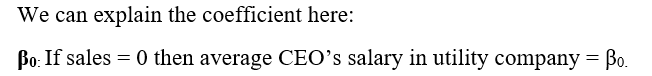 We can explain the coefficient here:
β₀: If sales = 0 then average CEO’s salary in utility company = β₀.